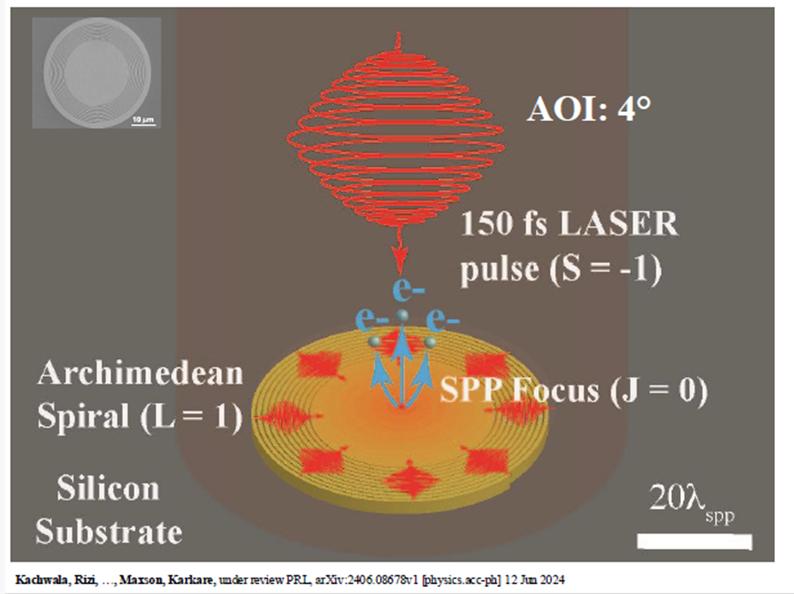 10 μm
AOI: 4°
150 fs LASER
pulse (S = -1)
e-
e- e-
Archimedean
Spiral (L = 1)
SPP Focus (J = 0)
Silicon
Substrate
20λspp
Kachwala, Rizi, …, Maxson, Karkare, under review PRL, arXiv:2406.08678v1 [physics.acc-ph] 12 Jun 2024